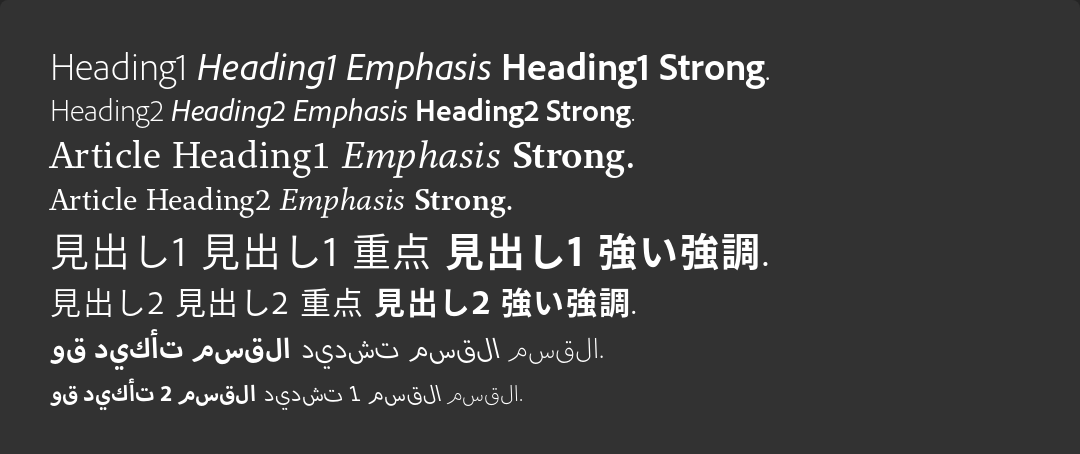 Heading1 Heading1 Emphasis Heading1 Strong.
Heading2 Heading2 Emphasis Heading2 Strong.
Article Heading1 Emphasis Strong.
Article Heading2 Emphasis Strong.
見出し1 見出し1 重点 見出し1 強い強調.
見出し2 見出し2 重点 見出し2 強い強調.
القسم القسم تشديد القسم تأكيد قو.
القسم القسم 1 تشديد القسم 2 تأكيد قو.